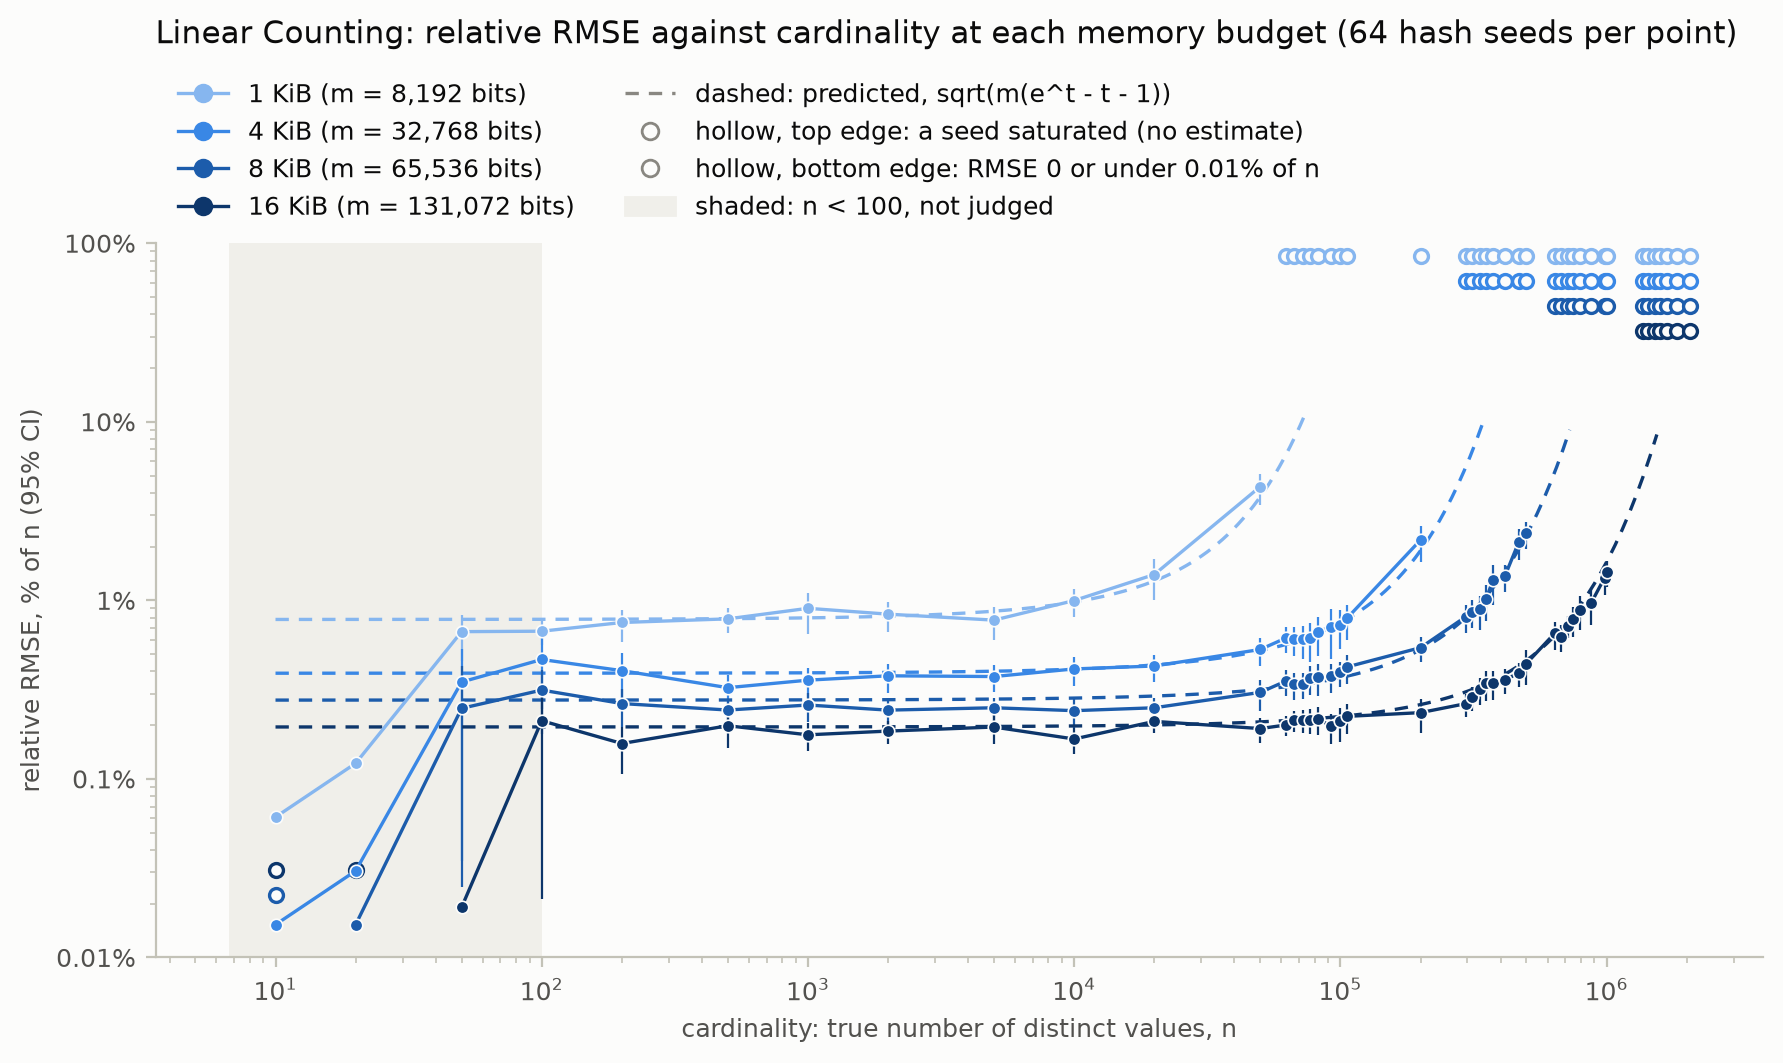 Linear Counting: relative RMSE against cardinality at each memory budget (64 hash seeds per point)
1 KiB (m = 8,192 bits)
4 KiB (m = 32,768 bits)
8 KiB (m = 65,536 bits)
16 KiB (m = 131,072 bits)
dashed: predicted, sqrt(m(e^t - t - 1))
hollow, top edge: a seed saturated (no estimate)
hollow, bottom edge: RMSE 0 or under 0.01% of n
shaded: n < 100, not judged
relative RMSE, % of n (95% CI)
100%
10%
1%
0.1%
0.01%
10¹
10²
10³
10⁴
10⁵
10⁶
cardinality: true number of distinct values, n